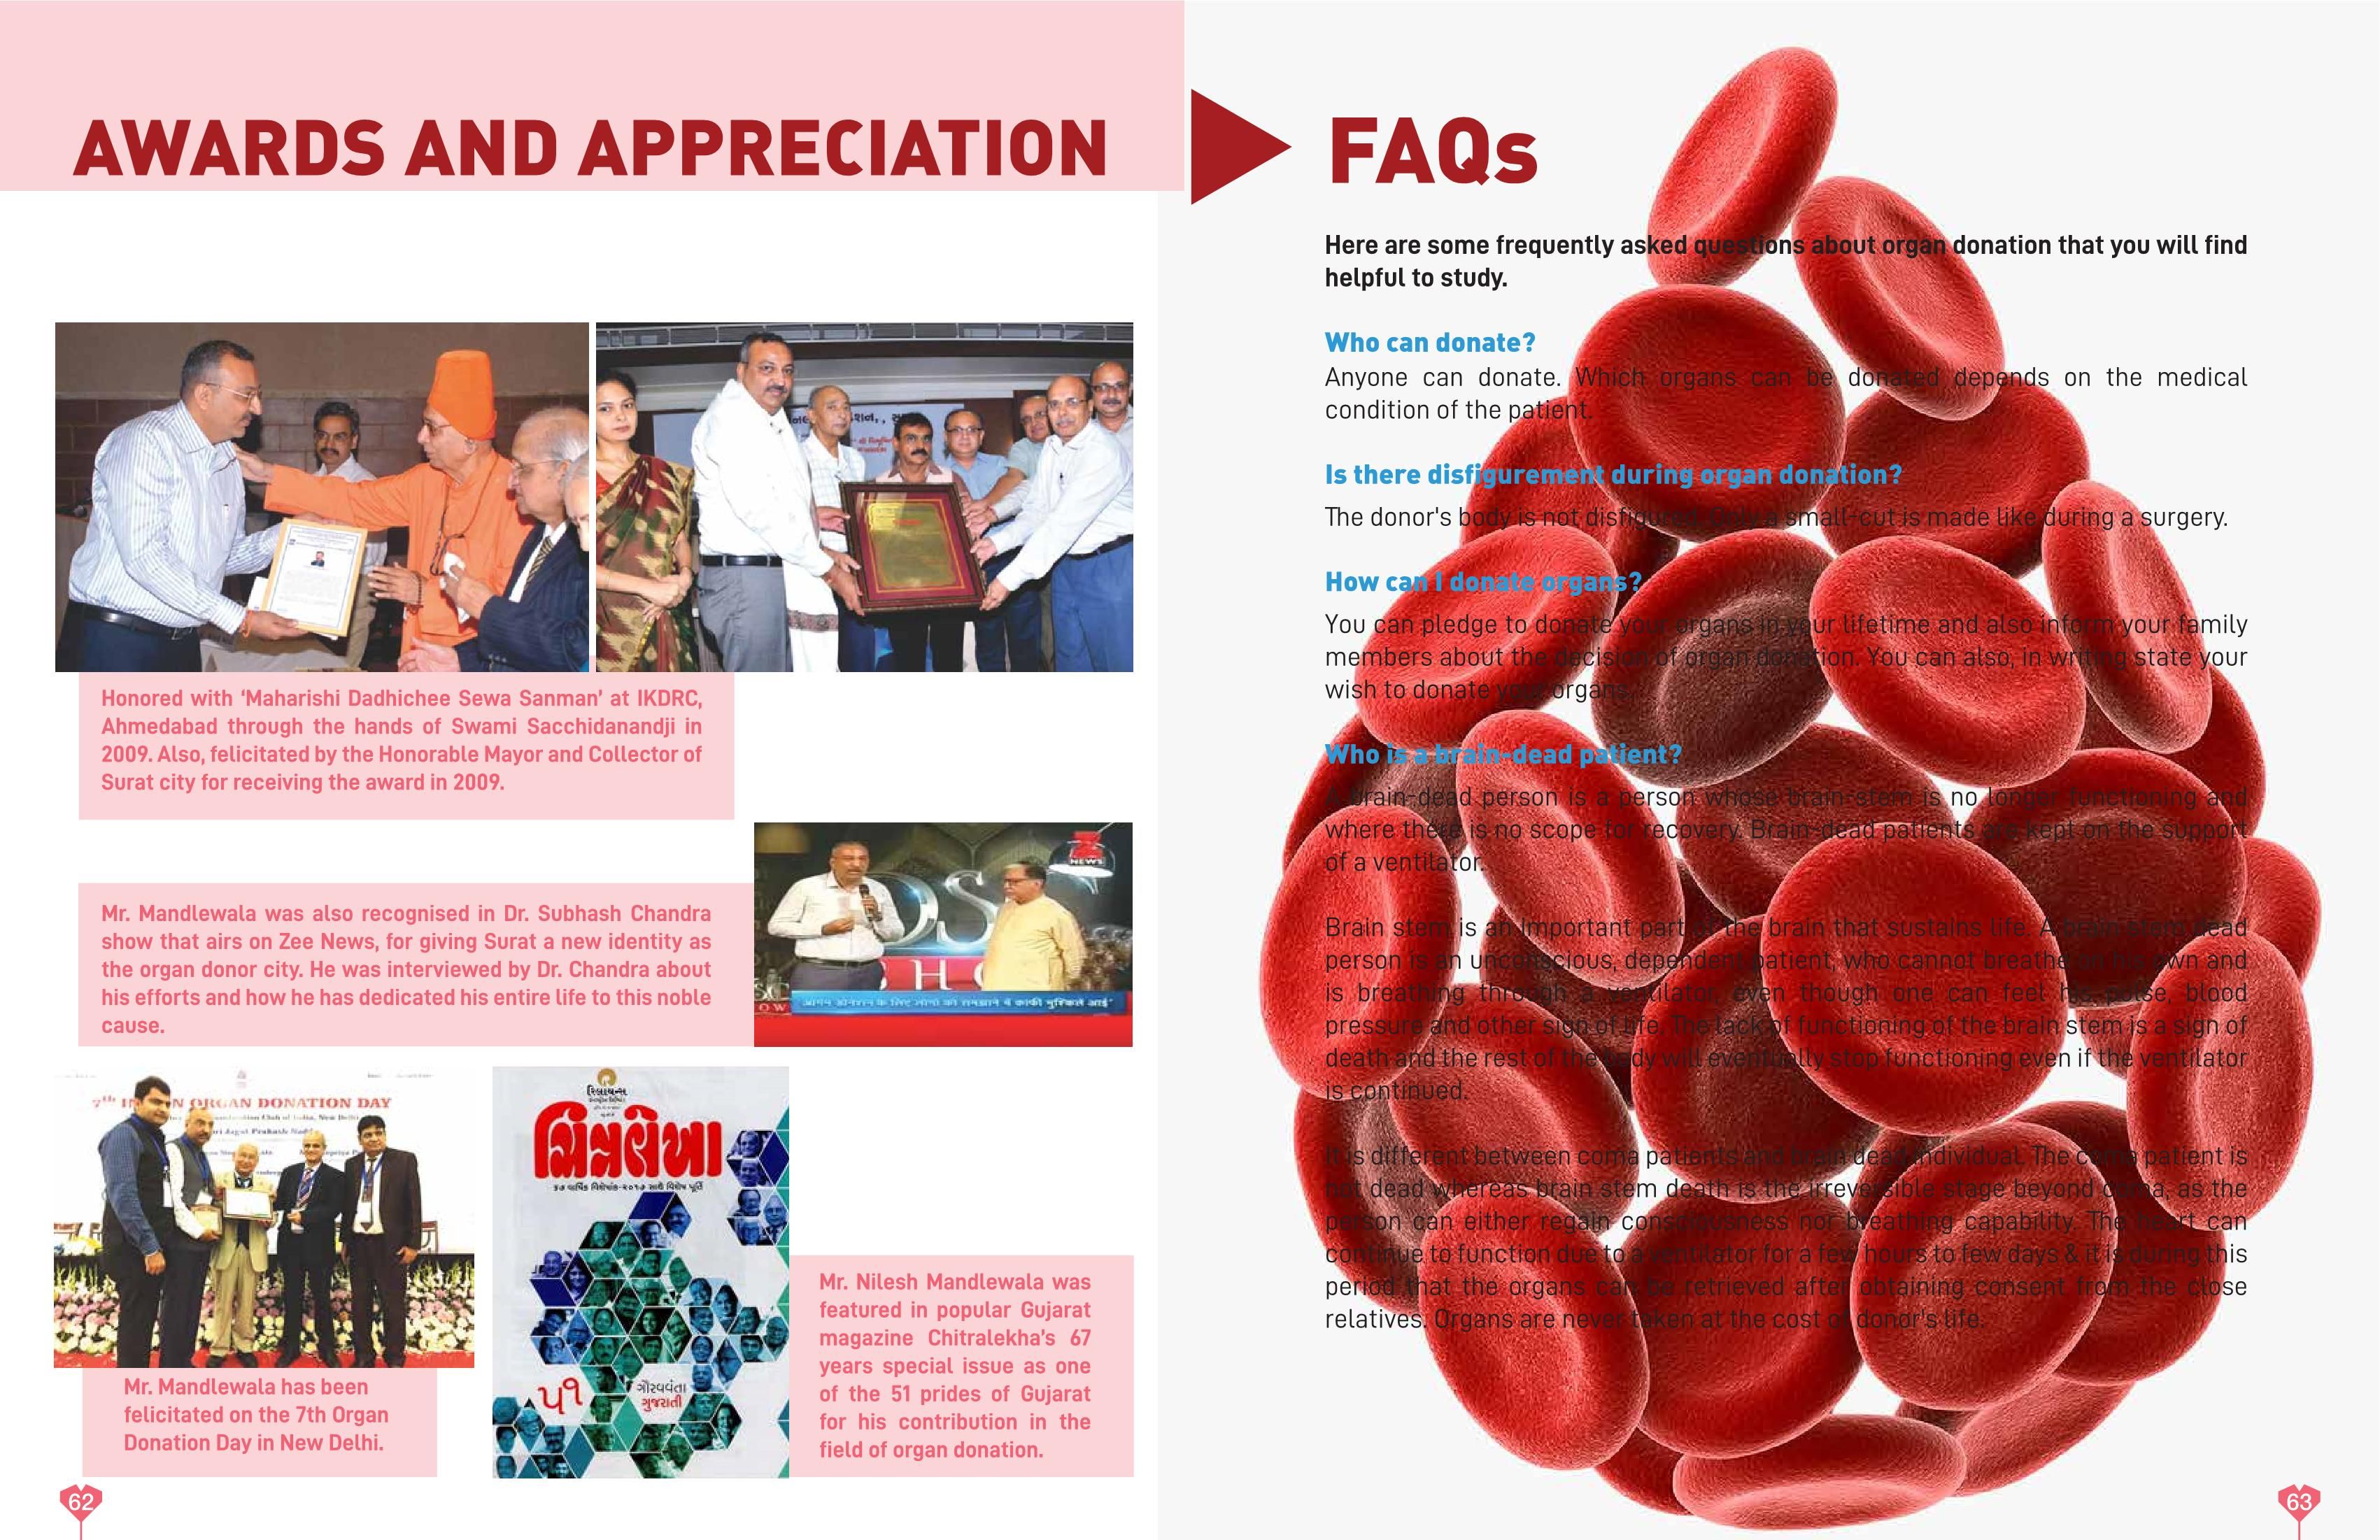 AWARDS AND APPRECIATION
Honored with ‘Maharishi Dadhichee Sewa Sanman’ at IKDRC,
Ahmedabad through the hands of Swami Sacchidanandji in
2009. Also, felicitated by the Honorable Mayor and Collector of
Surat city for receiving the award in 2009.
Mr. Mandlewala was also recognised in Dr. Subhash Chandra
show that airs on Zee News, for giving Surat a new identity as
the organ donor city. He was interviewed by Dr. Chandra about
his efforts and how he has dedicated his entire life to this noble
cause.
NEWS
आर्गन डोनेशन के लिए लोगों को समझाने में काफी मुश्किलें आईं"
7th ORGAN DONATION DAY
Mr. Mandlewala has been
felicitated on the 7th Organ
Donation Day in New Delhi.
રિલાયન્સ
ચિત્રલેખા
૬૭ વાર્ષિક વિશેષાંક-૨૦૧૭ સાથે વિશેષ પૂર્તિ
૫૧
ગૌરવવંતા
ગુજરાતી
Mr. Nilesh Mandlewala was
featured in popular Gujarat
magazine Chitralekha's 67
years special issue as one
of the 51 prides of Gujarat
for his contribution in the
field of organ donation.
62
FAQs
Here are some frequently asked questions about organ donation that you will find
helpful to study.
Who can donate?
Anyone can donate. Which organs can be donated depends on the medical
condition of the patient.
Is there disfigurement during organ donation?
The donor's body is not disfigured. Only a small-cut is made like during a surgery.
How can I donate organs?
You can pledge to donate your organs in your lifetime and also inform your family
members about the decision of organ donation. You can also, in writing state your
wish to donate your organs.
Who is a brain-dead patient?
A brain-dead person is a person whose brain-stem is no longer functioning and
where there is no scope for recovery. Brain-dead patients are kept on the support
of a ventilator.
Brain stem is an important part of the brain that sustains life. A brain-stem dead
person is an unconscious, dependent patient, who cannot breathe on his own and
is breathing through a ventilator, even though one can feel his pulse, blood
pressure and other sign of life. The lack of functioning of the brain stem is a sign of
death and the rest of the body will eventually stop functioning even if the ventilator
is continued.
It is different between coma patients and brain dead individual. The coma patient is
not dead whereas brain stem death is the irreversible stage beyond coma, as the
person can either regain consciousness nor breathing capability. The heart can
continue to function due to a ventilator for a few hours to few days & it is during this
period that the organs can be retrieved after obtaining consent from the close
relatives. Organs are never taken at the cost of donor's life.
63